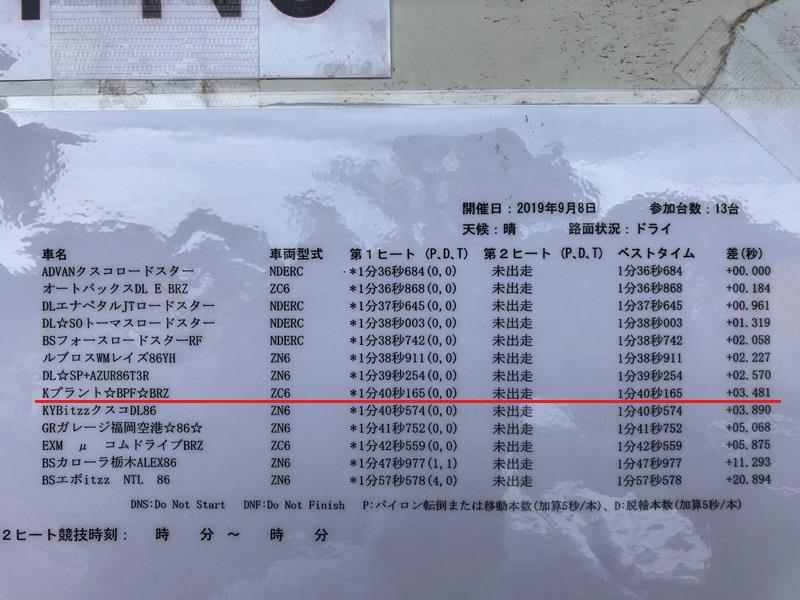 開催日：2019年9月8日　参加台数：13台
天候：晴　路面状況：ドライ
車名　車両型式　第1ヒート (P,D,T)　第2ヒート (P,D,T)　ベストタイム　差(秒)
ADVANクスコロードスター　NDERC　*1分36秒684(0,0)　未出走　1分36秒684　+00.000
オートバックスDL E BRZ　ZC6　*1分36秒868(0,0)　未出走　1分36秒868　+00.184
DLエナペタルJTロードスター　NDERC　*1分37秒645(0,0)　未出走　1分37秒645　+00.961
DL☆SOトーマスロードスター　NDERC　*1分38秒003(0,0)　未出走　1分38秒003　+01.319
BSフォースロードスターRF　NDERC　*1分38秒742(0,0)　未出走　1分38秒742　+02.058
ルブロスWMレイズ86YH　ZN6　*1分38秒911(0,0)　未出走　1分38秒911　+02.227
DL☆SP+AZUR86T3R　ZN6　*1分39秒254(0,0)　未出走　1分39秒254　+02.570
Kプラント☆BPF☆BRZ　ZC6　*1分40秒165(0,0)　未出走　1分40秒165　+03.481
KYBitzzクスコDL86　ZN6　*1分40秒574(0,0)　未出走　1分40秒574　+03.890
GRガレージ福岡空港☆86☆　ZN6　*1分41秒752(0,0)　未出走　1分41秒752　+05.068
EXM　μ　コムドライブBRZ　ZC6　*1分42秒559(0,0)　未出走　1分42秒559　+05.875
BSカローラ栃木ALEX86　ZN6　*1分47秒977(1,1)　未出走　1分47秒977　+11.293
BSエボitzz　NTL　86　ZN6　*1分57秒578(4,0)　未出走　1分57秒578　+20.894
DNS:Do Not Start　DNF:Do Not Finish　P:パイロン転倒または移動本数(加算5秒/本)、D:脱輪本数(加算5秒/本)
2ヒート競技時刻：　時　分 ～　時　分